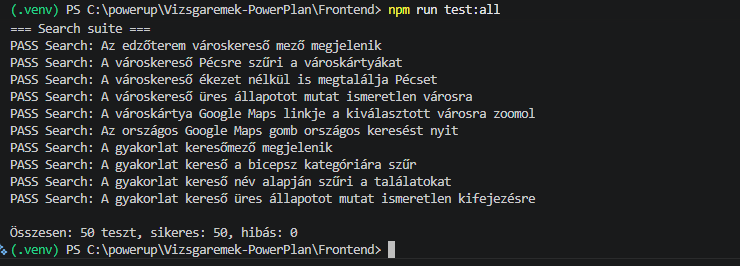 (.venv) PS C:\powerup\Vizsgaremek-PowerPlan\Frontend> npm run test:all
=== Search suite ===
PASS Search: Az edzőterem városkereső mező megjelenik
PASS Search: A városkereső Pécsre szűri a városkártyákat
PASS Search: A városkereső ékezet nélkül is megtalálja Pécset
PASS Search: A városkereső üres állapotot mutat ismeretlen városra
PASS Search: A városkártya Google Maps linkje a kiválasztott városra zoomol
PASS Search: Az országos Google Maps gomb országos keresést nyit
PASS Search: A gyakorlat keresőmező megjelenik
PASS Search: A gyakorlat kereső a bicepsz kategóriára szűr
PASS Search: A gyakorlat kereső név alapján szűri a találatokat
PASS Search: A gyakorlat kereső üres állapotot mutat ismeretlen kifejezésre
Összesen: 50 teszt, sikeres: 50, hibás: 0
(.venv) PS C:\powerup\Vizsgaremek-PowerPlan\Frontend>